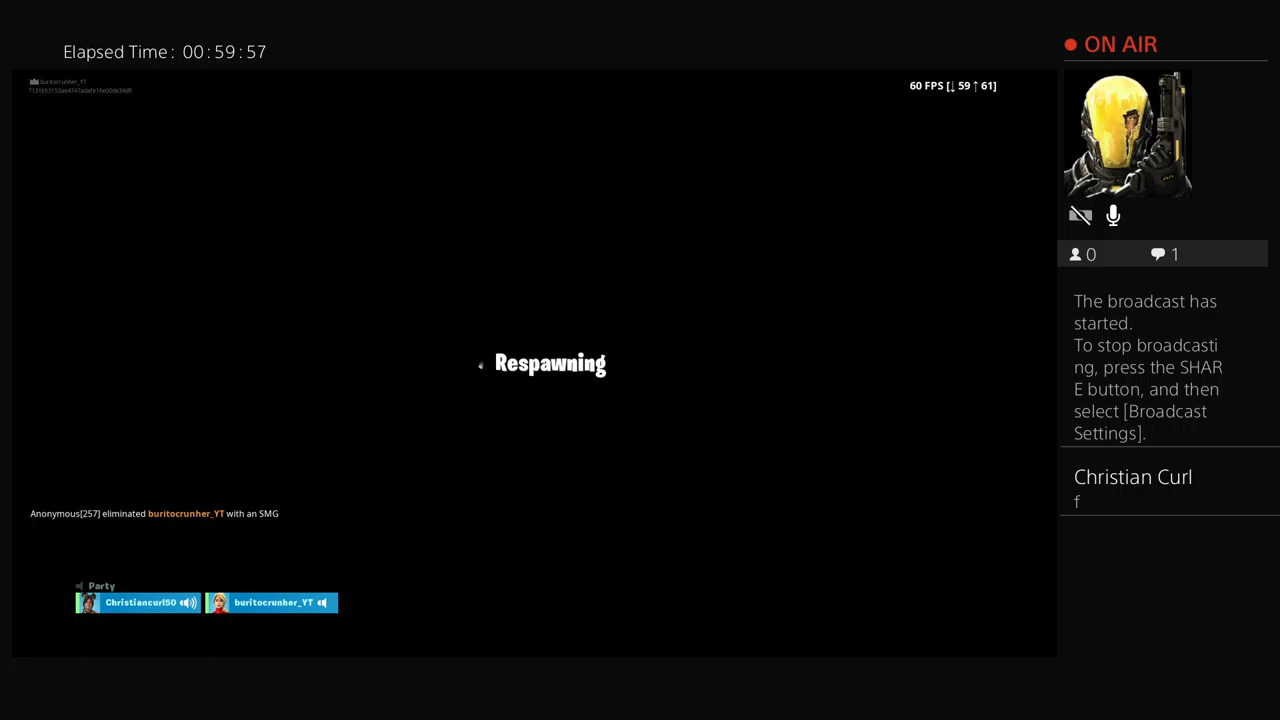 Elapsed Time: 00:59:57
ON AIR
buritocrunher_YT
60 FPS [↓ 59 ↑ 61]
0
1
The broadcast has
started.
To stop broadcasti
ng, press the SHAR
E button, and then
select [Broadcast
Settings].
Respawning
Christian Curl
f
Anonymous[257] eliminated buritocrunher_YT with an SMG
Party
Christiancurl50
buritocrunher_YT